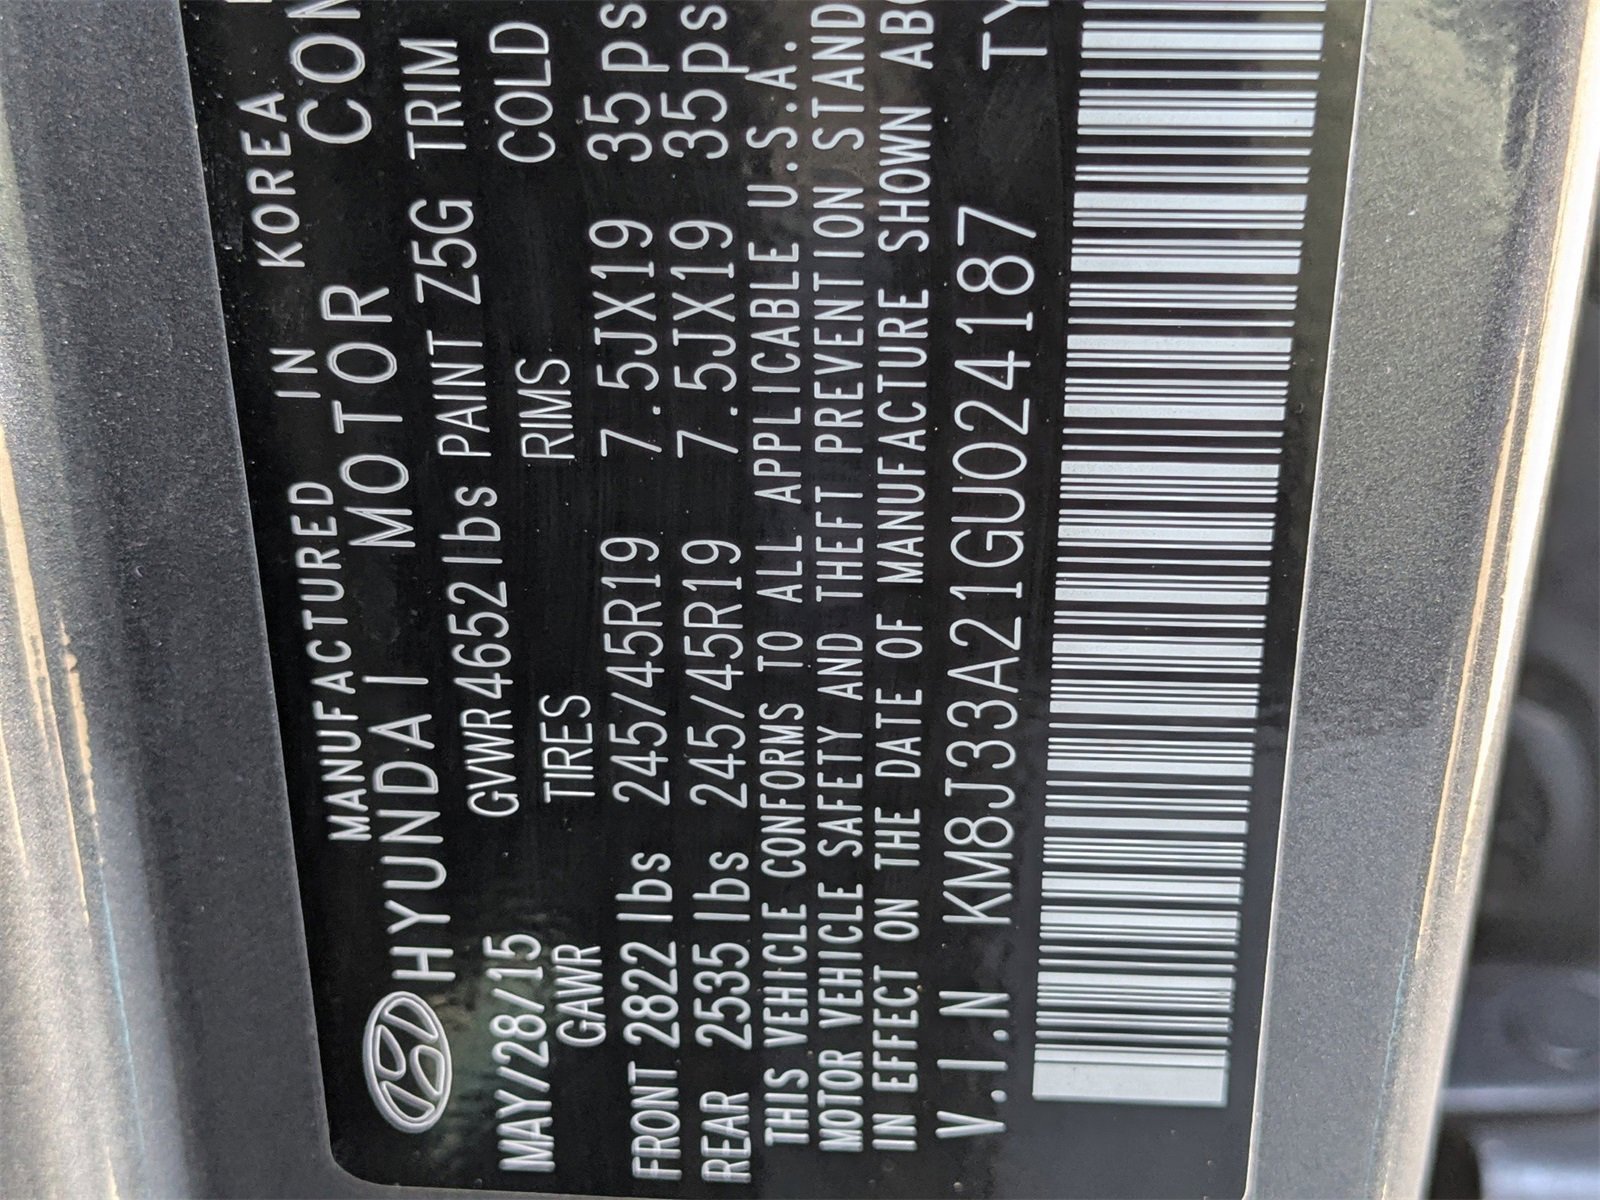 MANUFACTURED IN KOREA
HYUNDAI MOTOR CON
MAY/28/15 GVWR 4652 lbs PAINT Z5G TRIM
GAWR TIRES RIMS COLD
FRONT 2822 lbs 245/45R19 7.5JX19 35 ps
REAR 2535 lbs 245/45R19 7.5JX19 35 ps
THIS VEHICLE CONFORMS TO ALL APPLICABLE U.S.A.
MOTOR VEHICLE SAFETY AND THEFT PREVENTION STAND
IN EFFECT ON THE DATE OF MANUFACTURE SHOWN ABO
V.I.N KM8J33A21GU024187 TY